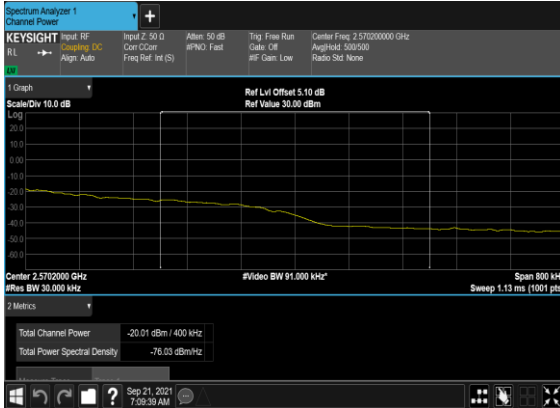 Spectrum Analyzer 1
Channel Power
+
KEYSIGHT Input: RF Input Z: 50 Ω Atten: 50 dB Trig: Free Run Center Freq: 2.570200000 GHz
RL Coupling: DC Corr CCorr #PNO: Fast Gate: Off Avg|Hold: 500/500
Align: Auto Freq Ref: Int (S) #IF Gain: Low Radio Std: None
1 Graph Ref Lvl Offset 5.10 dB
Scale/Div 10.0 dB Ref Value 30.00 dBm
Log
20.0
10.0
0.00
-10.0
-20.0
-30.0
-40.0
-50.0
-60.0
Center 2.5702000 GHz #Video BW 91.000 kHz* Span 800 kH
#Res BW 30.000 kHz Sweep 1.13 ms (1001 pts
2 Metrics
Total Channel Power -20.01 dBm / 400 kHz
Total Power Spectral Density -76.03 dBm/Hz
? Sep 21, 2021
7:09:39 AM